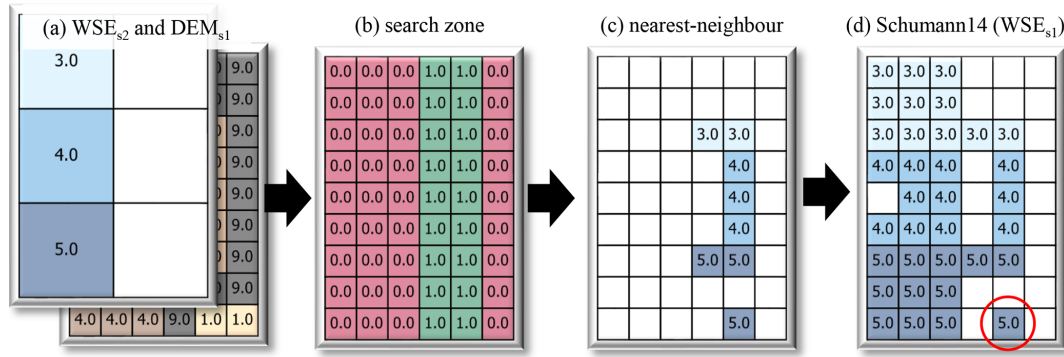 (a) WSEs2 and DEMs1
3.0
4.0
5.0
9.0
9.0
9.0
9.0
9.0
9.0
9.0
9.0
4.0 4.0 4.0 9.0 1.0 1.0
(b) search zone
0.0 0.0 0.0 1.0 1.0 0.0
0.0 0.0 0.0 1.0 1.0 0.0
0.0 0.0 0.0 1.0 1.0 0.0
0.0 0.0 0.0 1.0 1.0 0.0
0.0 0.0 0.0 1.0 1.0 0.0
0.0 0.0 0.0 1.0 1.0 0.0
0.0 0.0 0.0 1.0 1.0 0.0
0.0 0.0 0.0 1.0 1.0 0.0
0.0 0.0 0.0 1.0 1.0 0.0
(c) nearest-neighbour
3.0 3.0
4.0
4.0
4.0
5.0 5.0
5.0
(d) Schumann14 (WSEs1)
3.0 3.0 3.0
3.0 3.0 3.0
3.0 3.0 3.0 3.0 3.0
4.0 4.0 4.0 4.0
4.0 4.0 4.0
4.0 4.0 4.0 4.0
5.0 5.0 5.0 5.0 5.0
5.0 5.0 5.0
5.0 5.0 5.0 5.0